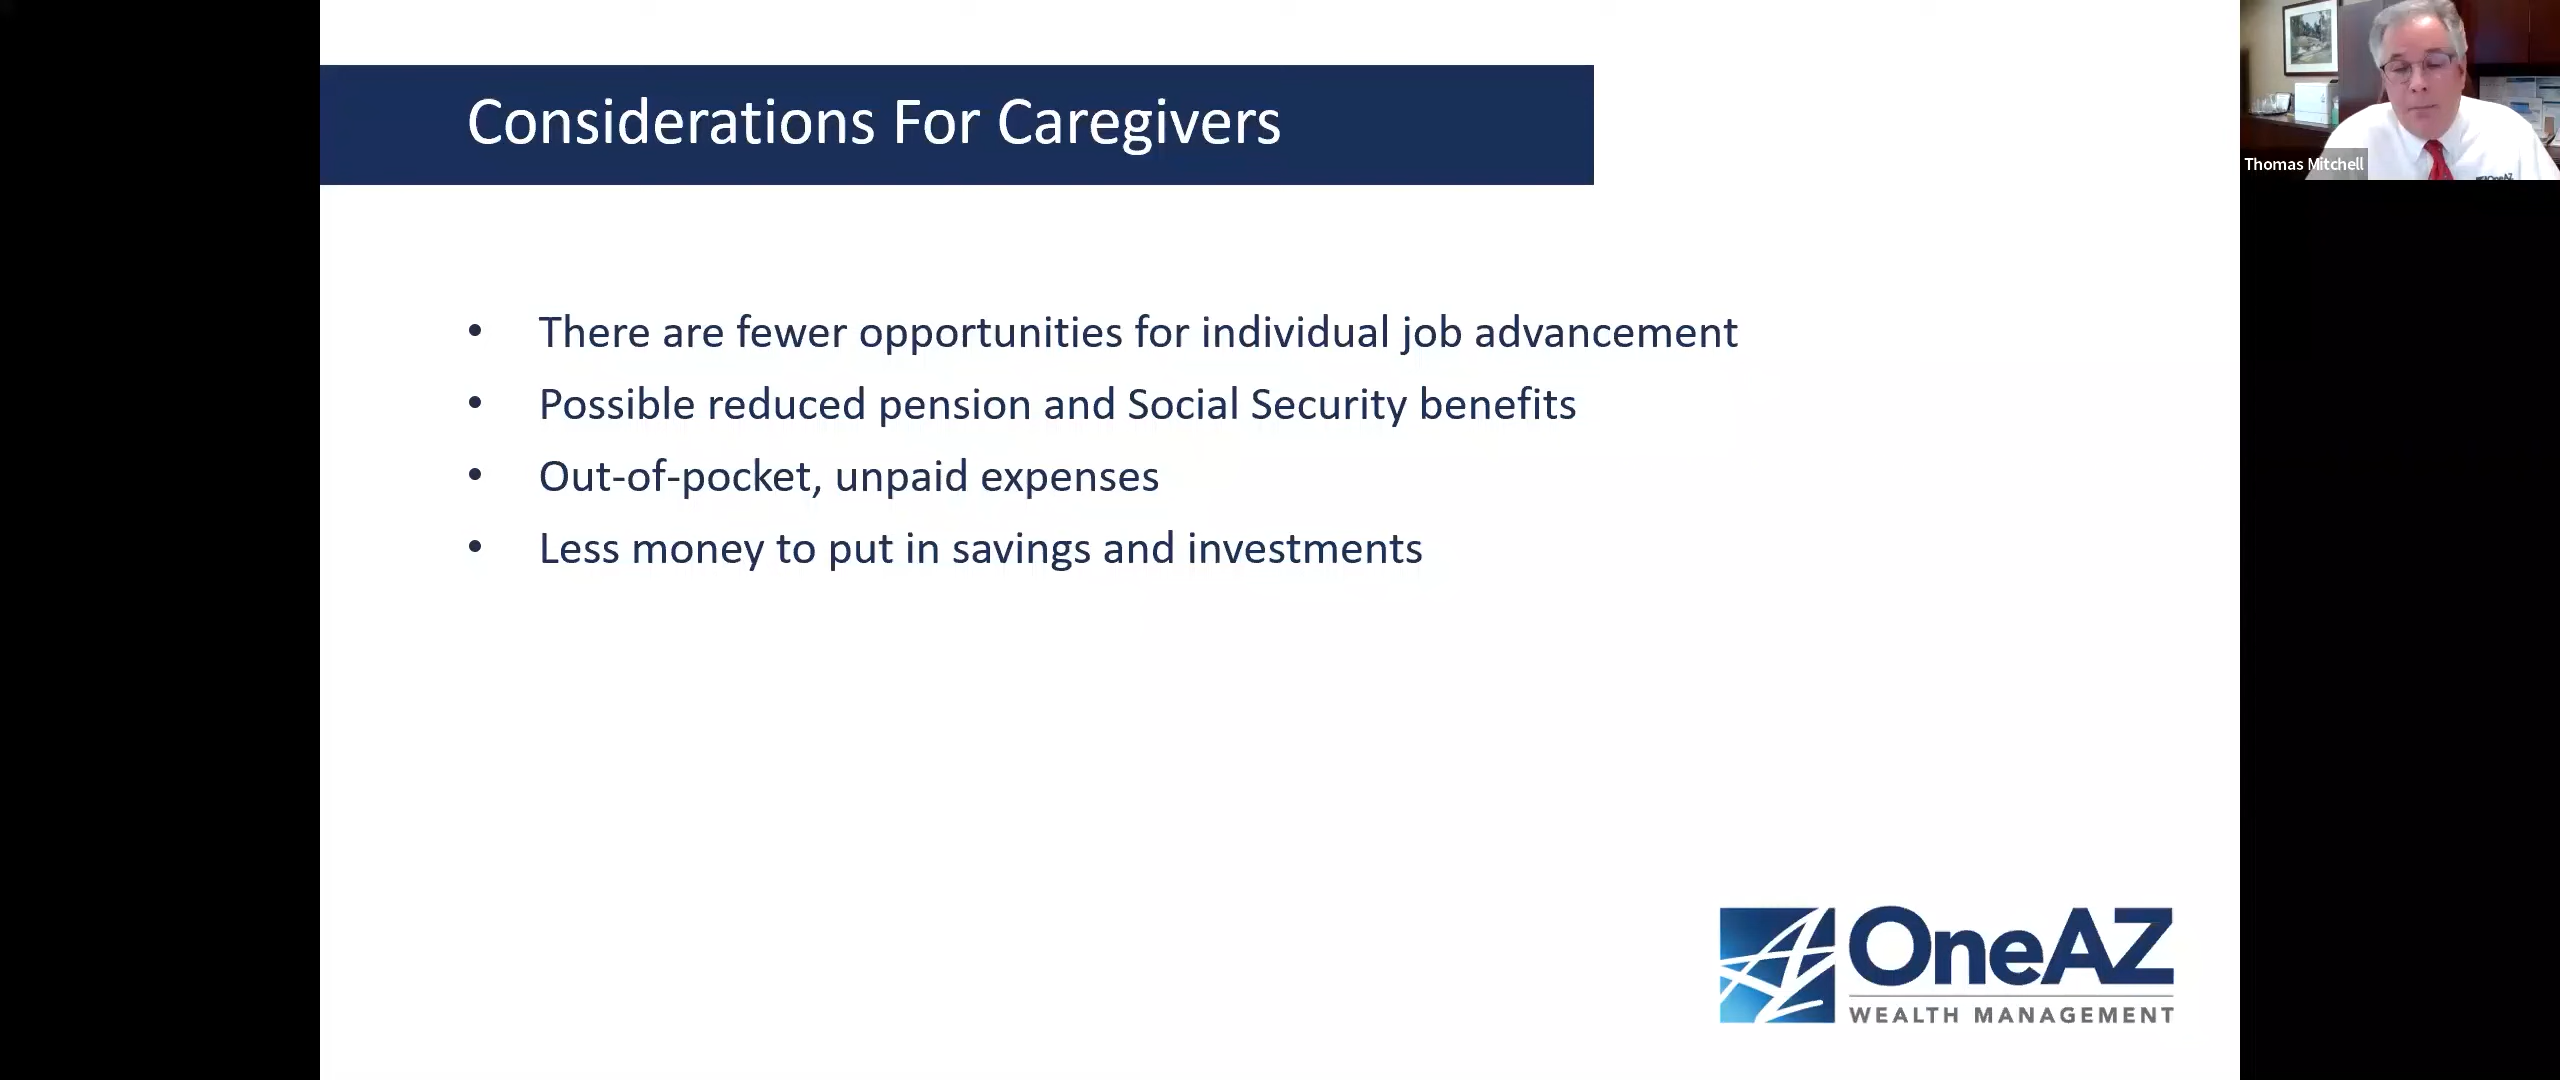 Considerations For Caregivers
Thomas Mitchell
• There are fewer opportunities for individual job advancement
• Possible reduced pension and Social Security benefits
• Out-of-pocket, unpaid expenses
• Less money to put in savings and investments
OneAZ
WEALTH MANAGEMENT